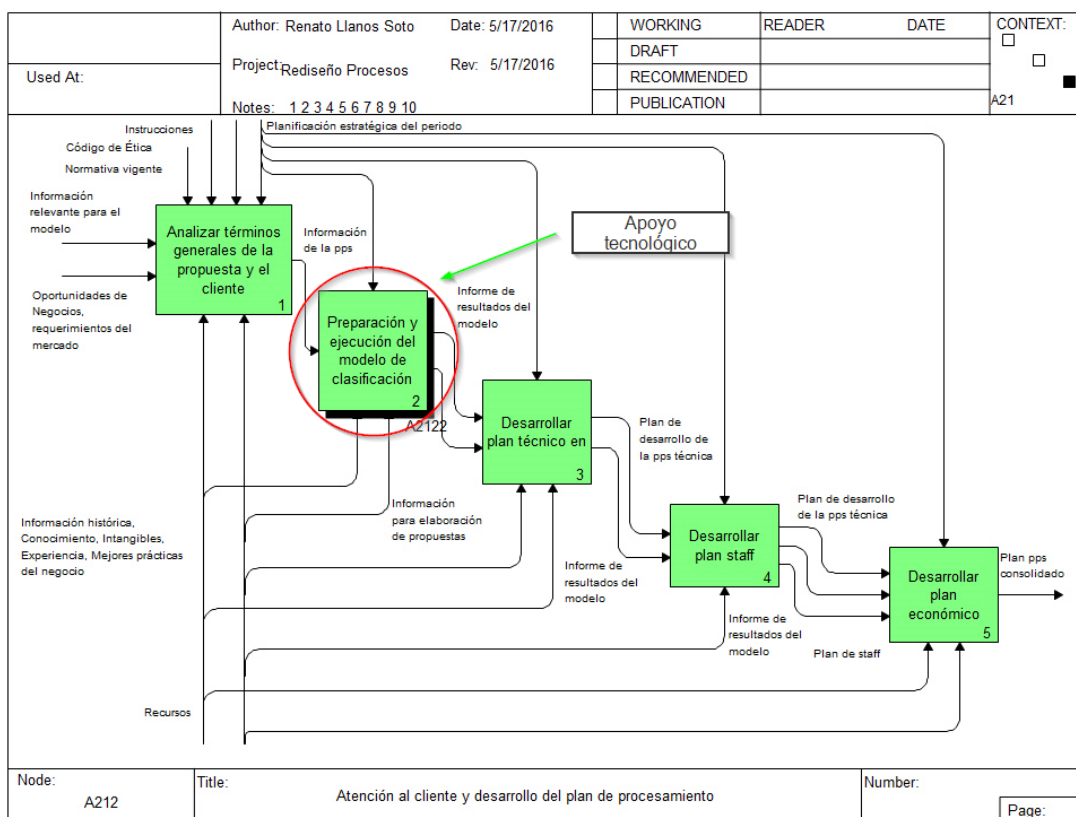 Used At:
Author: Renato Llanos Soto
Date: 5/17/2016
Project: Rediseño Procesos
Rev: 5/17/2016
Notes: 1 2 3 4 5 6 7 8 9 10
WORKING
DRAFT
RECOMMENDED
PUBLICATION
READER
DATE
CONTEXT:
A21
Instrucciones
Código de Ética
Normativa vigente
Planificación estratégica del periodo
Información
relevante para el
modelo
Oportunidades de
Negocios,
requerimientos del
mercado
Analizar términos
generales de la
propuesta y el
cliente
1
Información
de la pps
Apoyo
tecnológico
Preparación y
ejecución del
modelo de
clasificación
2
A2122
Informe de
resultados del
modelo
Desarrollar
plan técnico en
3
Plan de
desarrollo de
la pps técnica
Información
para elaboración
de propuestas
Información histórica,
Conocimiento, Intangibles,
Experiencia, Mejores prácticas
del negocio
Informe de
resultados del
modelo
Desarrollar
plan staff
4
Plan de desarrollo
de la pps técnica
Informe de
resultados del
modelo
Plan de staff
Desarrollar
plan
económico
5
Plan pps
consolidado
Recursos
Node:
A212
Title:
Atención al cliente y desarrollo del plan de procesamiento
Number:
Page: